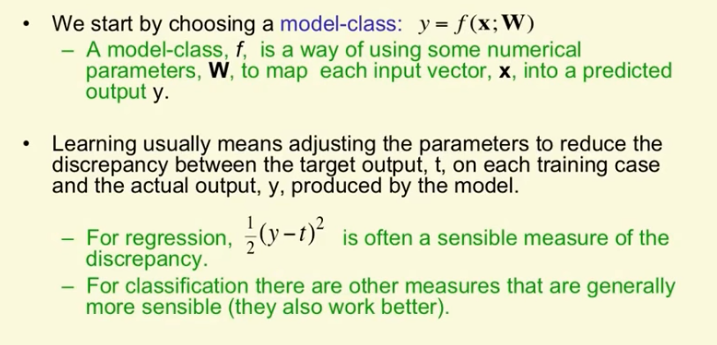 • We start by choosing a model-class: y = f(x; W)
– A model-class, f, is a way of using some numerical
parameters, W, to map each input vector, x, into a predicted
output y.
• Learning usually means adjusting the parameters to reduce the
discrepancy between the target output, t, on each training case
and the actual output, y, produced by the model.
– For regression, ½(y−t)² is often a sensible measure of the
discrepancy.
– For classification there are other measures that are generally
more sensible (they also work better).